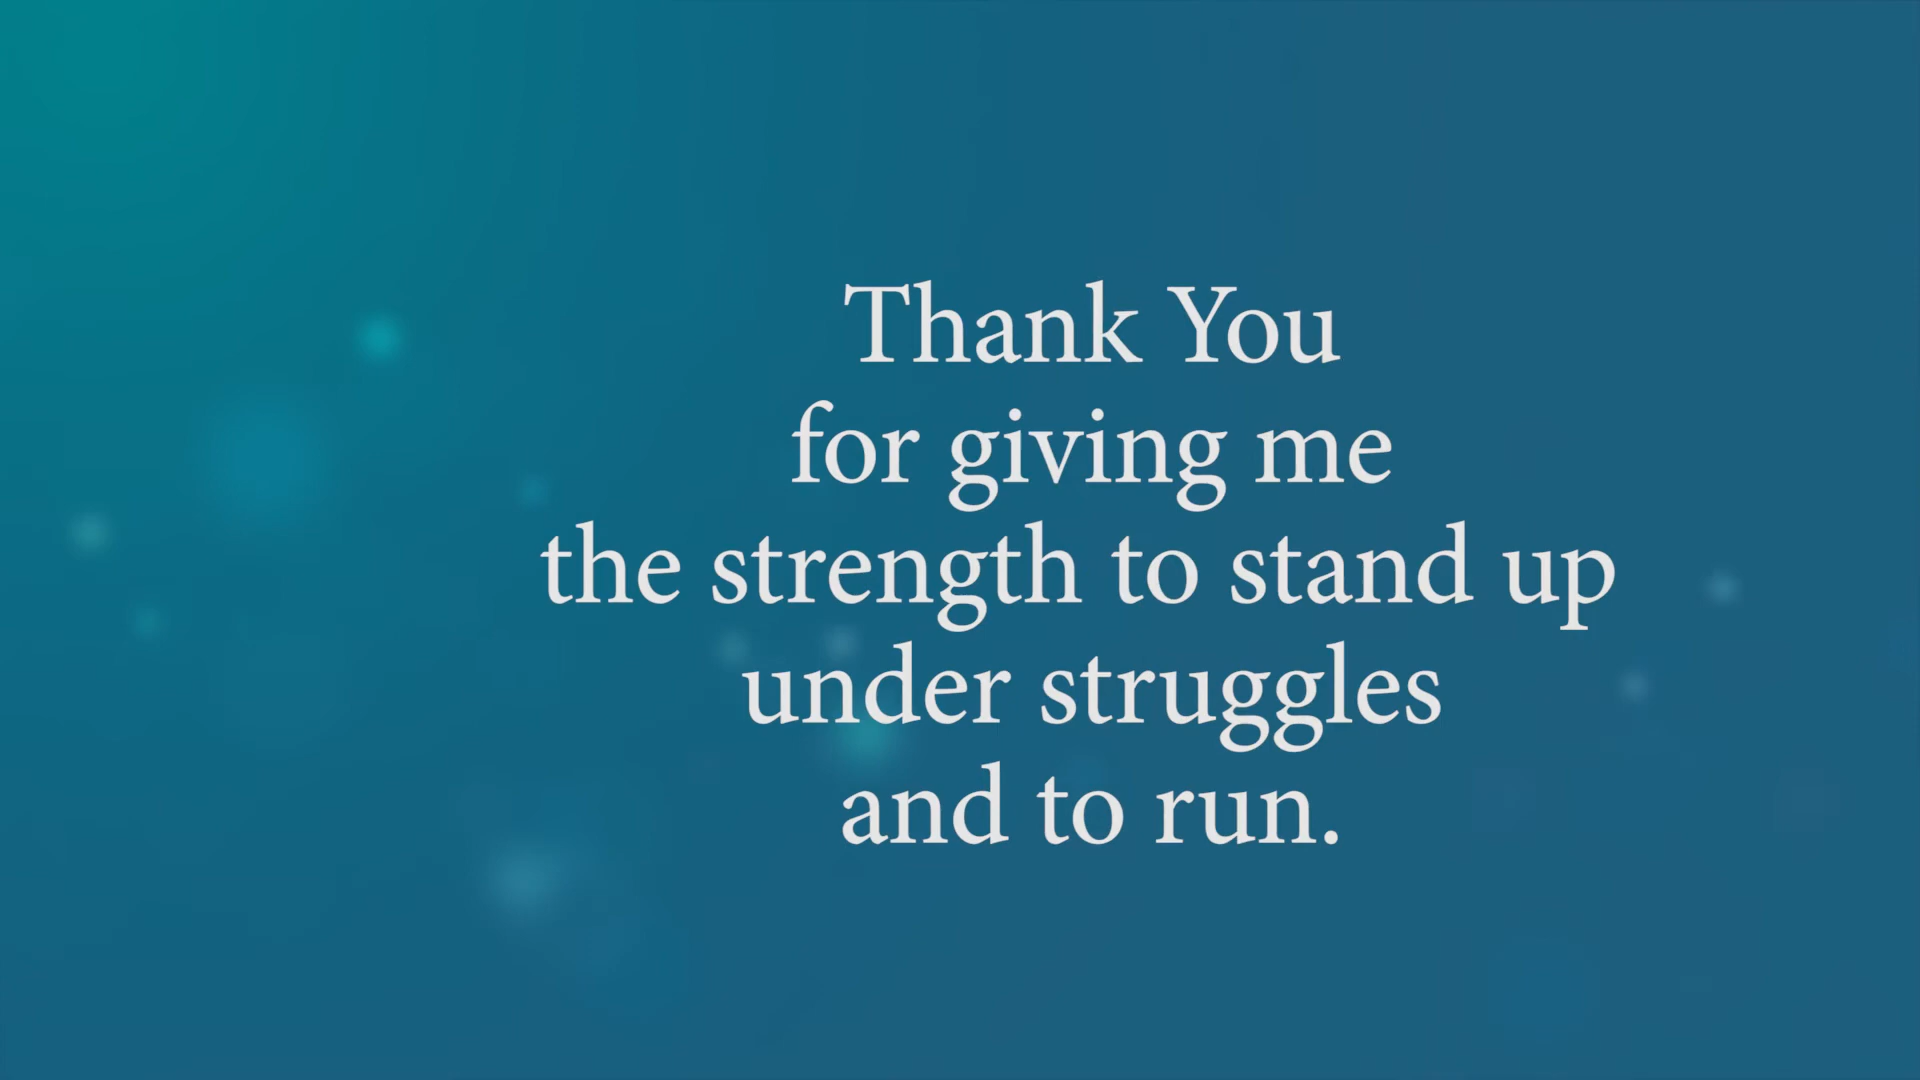 Thank You
for giving me
the strength to stand up
under struggles
and to run.